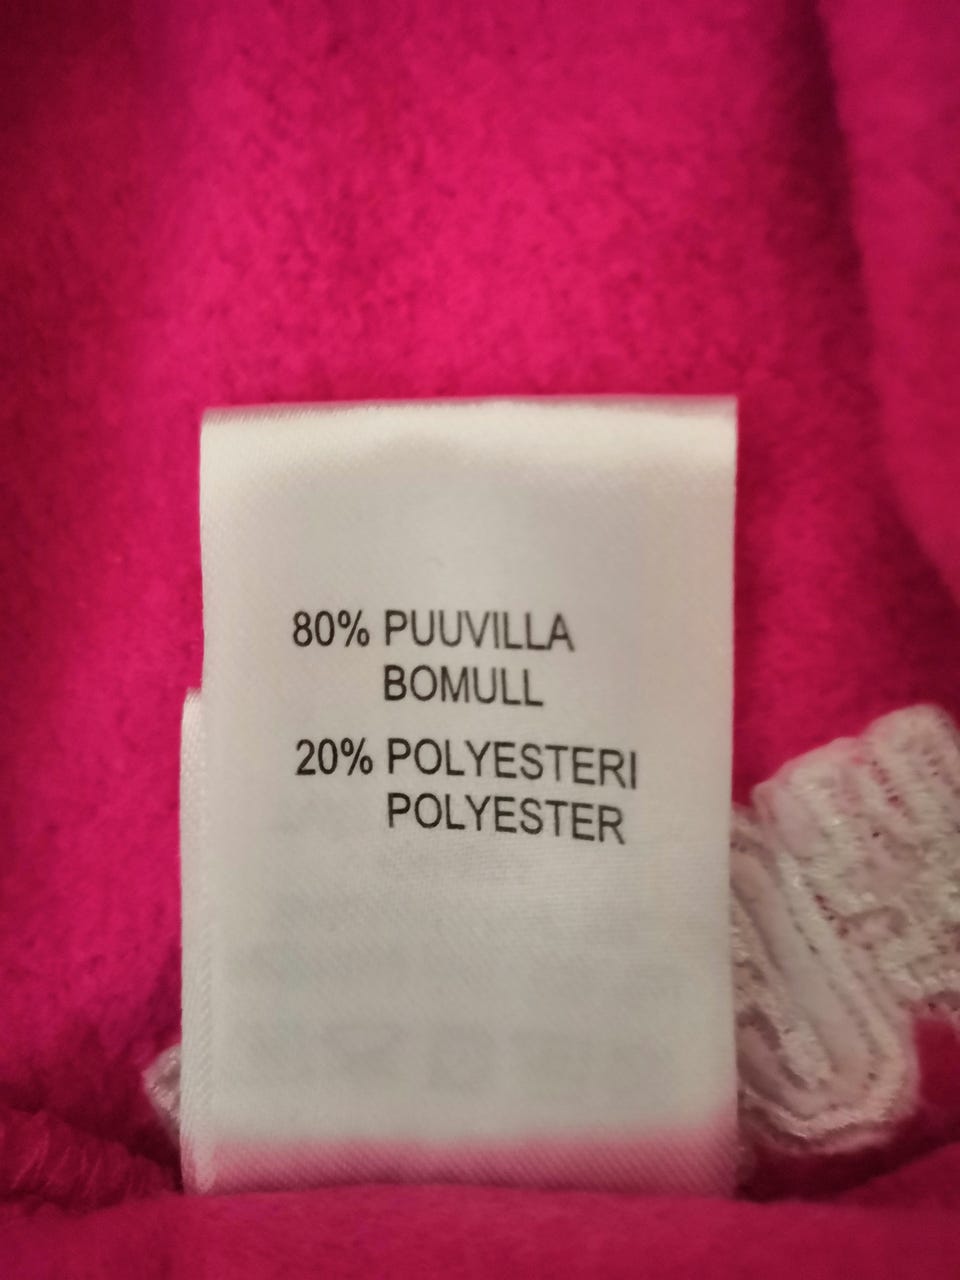 80% PUUVILLA
BOMULL
20% POLYESTERI
POLYESTER